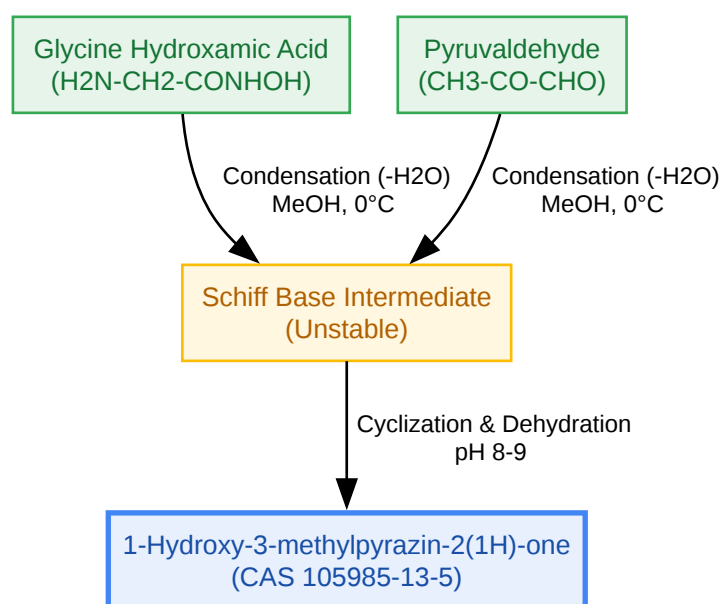 Glycine Hydroxamic Acid
(H2N-CH2-CONHOH)
Pyruvaldehyde
(CH3-CO-CHO)
Condensation (-H2O)
MeOH, 0°C
Condensation (-H2O)
MeOH, 0°C
Schiff Base Intermediate
(Unstable)
Cyclization & Dehydration
pH 8-9
1-Hydroxy-3-methylpyrazin-2(1H)-one
(CAS 105985-13-5)